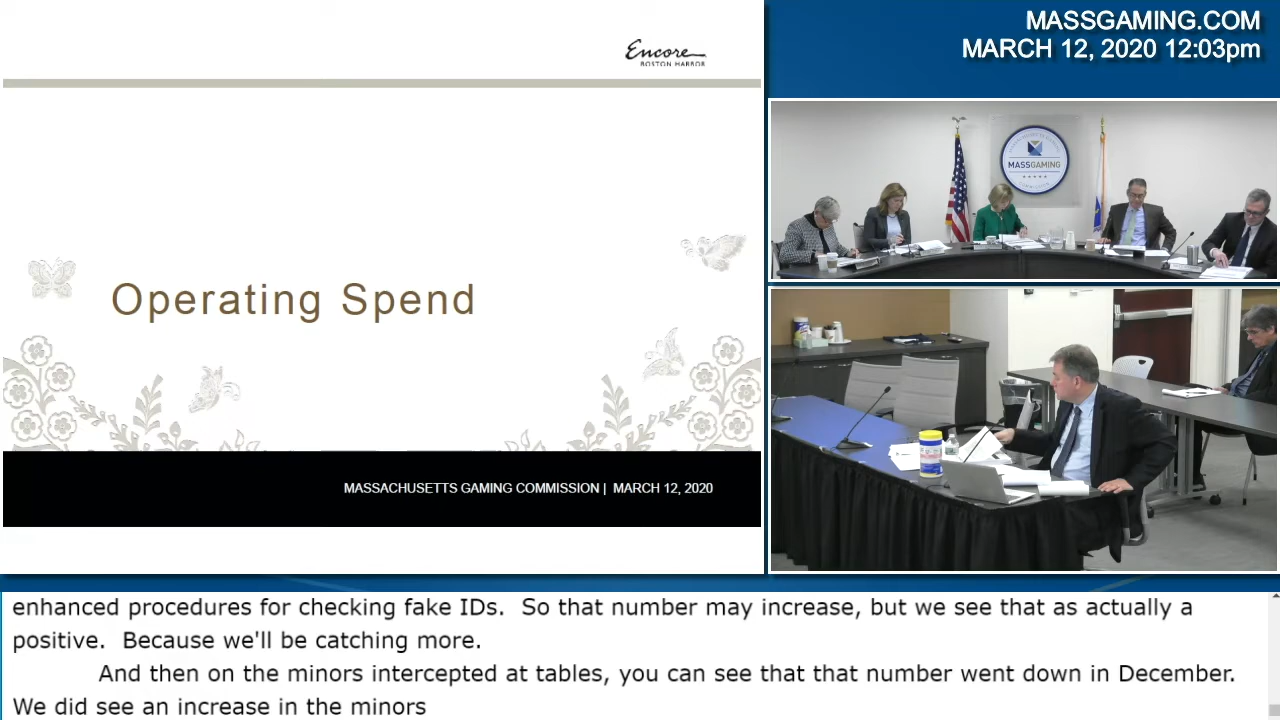 Encore
BOSTON HARBOR
Operating Spend
MASSACHUSETTS GAMING COMMISSION | MARCH 12, 2020
MASSGAMING.COM
MARCH 12, 2020 12:03pm
MASSGAMING
enhanced procedures for checking fake IDs. So that number may increase, but we see that as actually a
positive. Because we'll be catching more.
And then on the minors intercepted at tables, you can see that that number went down in December.
We did see an increase in the minors